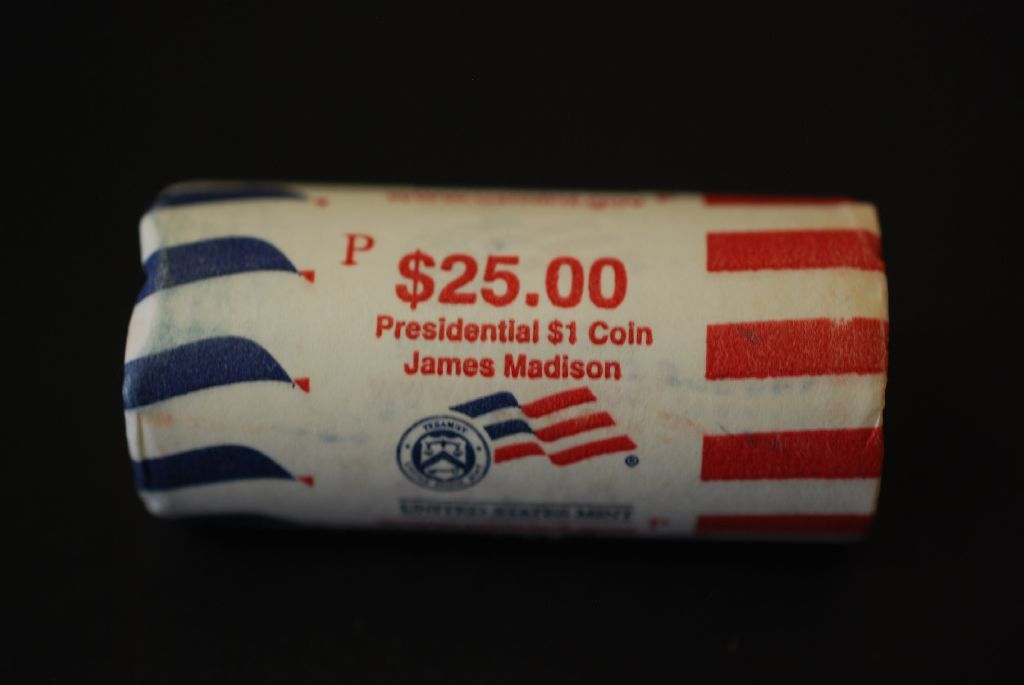 P
$25.00
Presidential $1 Coin
James Madison
®
UNITED STATES MINT
P